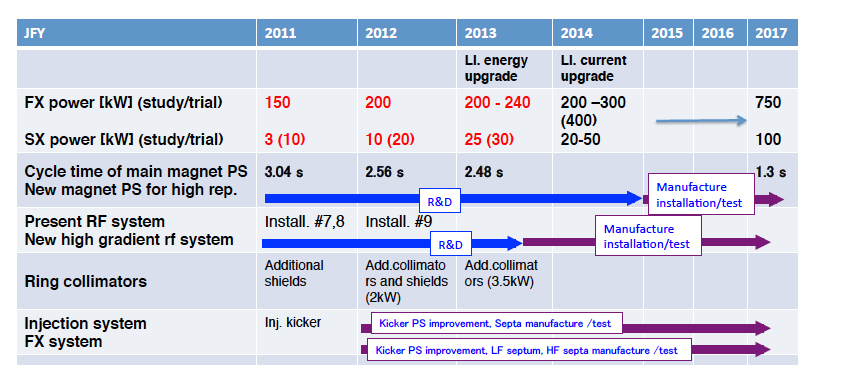 JFY 2011 2012 2013 2014 2015 2016 2017
LI. energy upgrade LI. current upgrade
FX power [kW] (study/trial) 150 200 200 - 240 200 –300 (400) 750
SX power [kW] (study/trial) 3 (10) 10 (20) 25 (30) 20-50 100
Cycle time of main magnet PS 3.04 s 2.56 s 2.48 s 1.3 s
New magnet PS for high rep. R&D Manufacture installation/test
Present RF system Install. #7,8 Install. #9
New high gradient rf system R&D Manufacture installation/test
Ring collimators Additional shields Add.collimato rs and shields (2kW) Add.collimat ors (3.5kW)
Injection system Inj. kicker Kicker PS improvement, Septa manufacture /test
FX system Kicker PS improvement, LF septum, HF septa manufacture /test